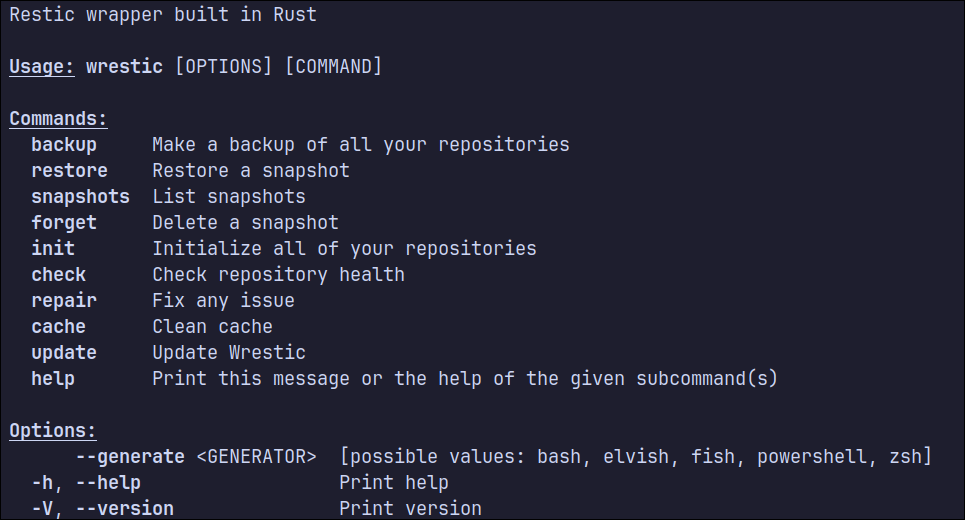 Restic wrapper built in Rust
Usage: wrestic [OPTIONS] [COMMAND]
Commands:
backup Make a backup of all your repositories
restore Restore a snapshot
snapshots List snapshots
forget Delete a snapshot
init Initialize all of your repositories
check Check repository health
repair Fix any issue
cache Clean cache
update Update Wrestic
help Print this message or the help of the given subcommand(s)
Options:
--generate <GENERATOR> [possible values: bash, elvish, fish, powershell, zsh]
-h, --help Print help
-V, --version Print version